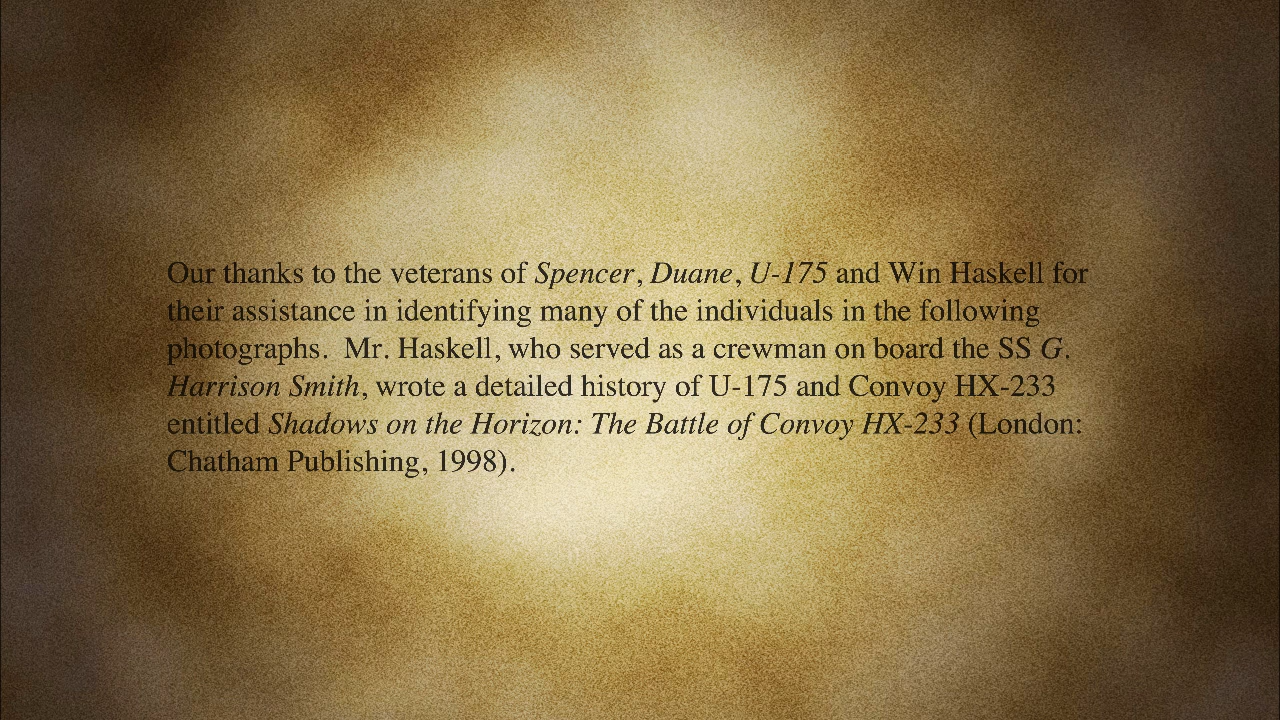 Our thanks to the veterans of Spencer, Duane, U-175 and Win Haskell for
their assistance in identifying many of the individuals in the following
photographs.  Mr. Haskell, who served as a crewman on board the SS G.
Harrison Smith, wrote a detailed history of U-175 and Convoy HX-233
entitled Shadows on the Horizon: The Battle of Convoy HX-233 (London:
Chatham Publishing, 1998).